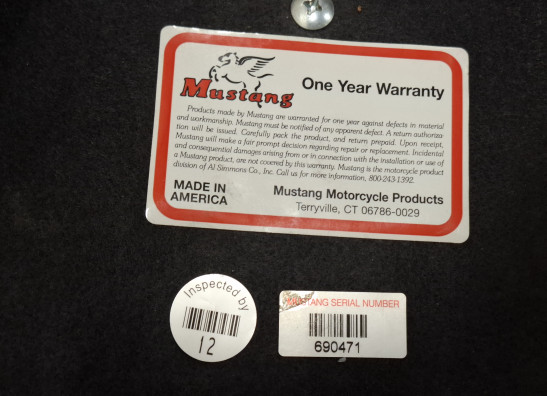 Mustang
One Year Warranty
Products made by Mustang are warranted for one year against defects in material
and workmanship. Mustang must be notified of any apparent defect. A return authoriza
tion will be issued. Carefully pack the product, and return prepaid. Upon receipt,
Mustang will make a fair prompt decision regarding repair or replacement. Incidental
and consequential damages arising from or in connection with the installation or use of
a Mustang product, are not covered by this warranty. Mustang is the motorcycle product
division of Al Simmons Co., Inc. Call us for more information, 800-243-1392.
MADE IN
AMERICA
Mustang Motorcycle Products
Terryville, CT 06786-0029
Inspected by
12
MUSTANG SERIAL NUMBER
690471